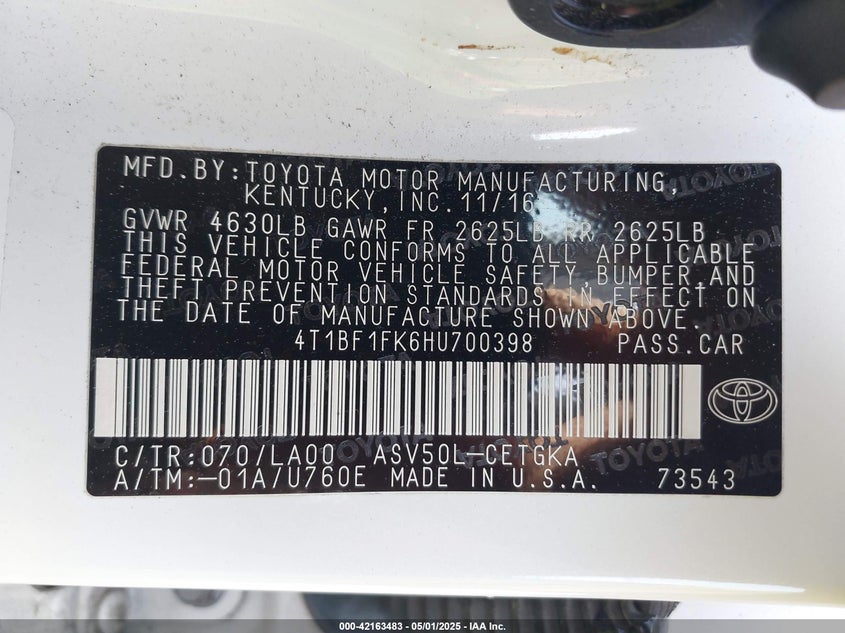 MFD.BY:TOYOTA MOTOR MANUFACTURING,
KENTUCKY,INC.11/16
GVWR 4630LB GAWR FR 2625LB RR 2625LB
THIS VEHICLE CONFORMS TO ALL APPLICABLE
FEDERAL MOTOR VEHICLE SAFETY,BUMPER,AND
THEFT PREVENTION STANDARDS IN EFFECT ON
THE DATE OF MANUFACTURE SHOWN ABOVE.
4T1BF1FK6HU700398 PASS.CAR
C/TR:070/LA00 ASV50L-CETGKA
A/TM:-01A/U760E MADE IN U.S.A. 73543
000-42163483 - 05/01/2025 - IAA Inc.